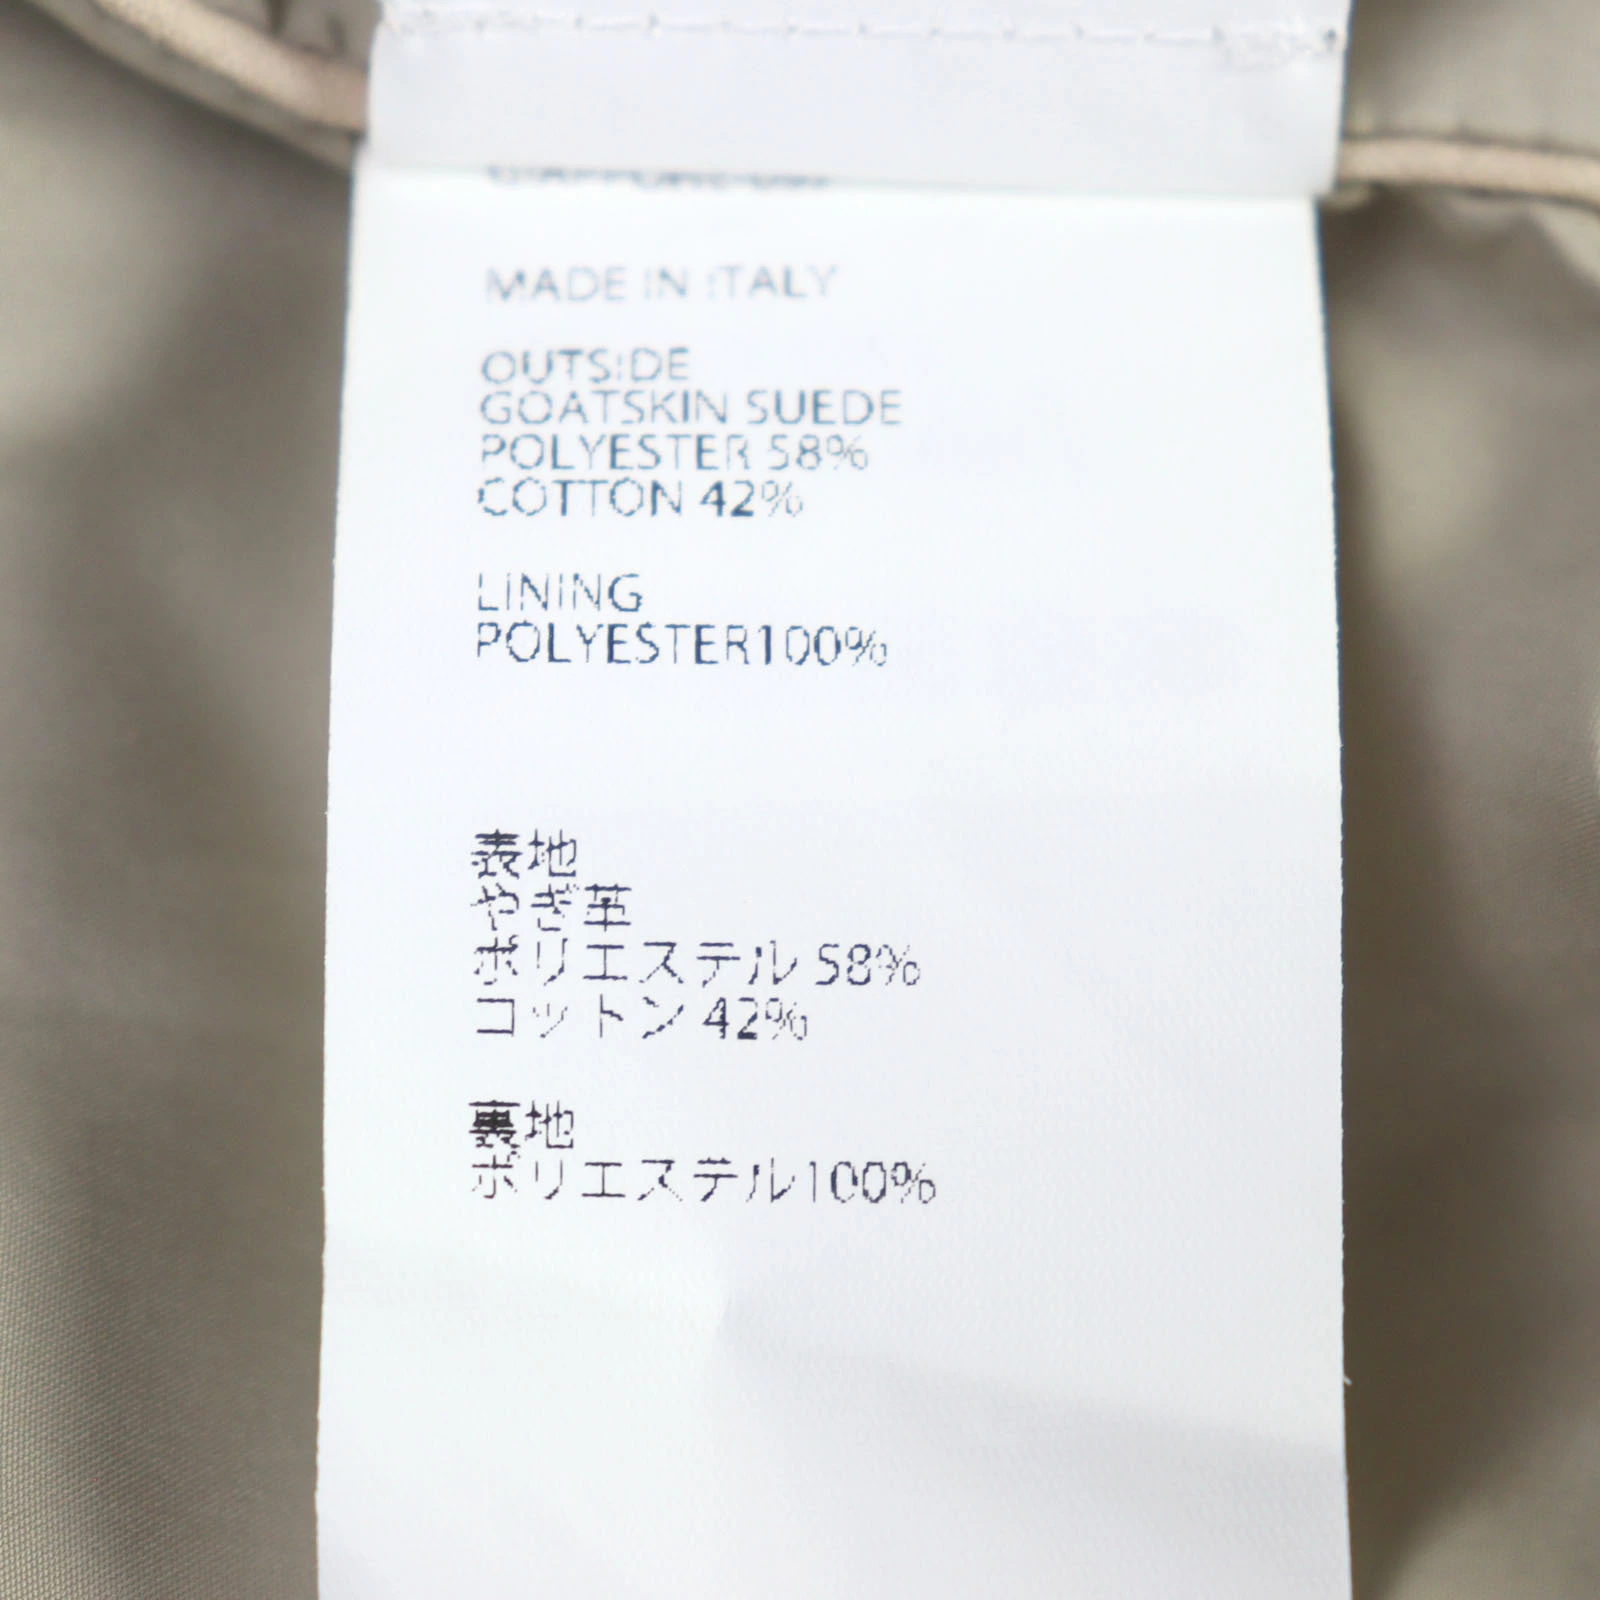 MADE IN ITALY
OUTSIDE
GOATSKIN SUEDE
POLYESTER 58%
COTTON 42%
LINING
POLYESTER100%
表地
やぎ革
ポリエステル 58%
コットン 42%
裏地
ポリエステル100%